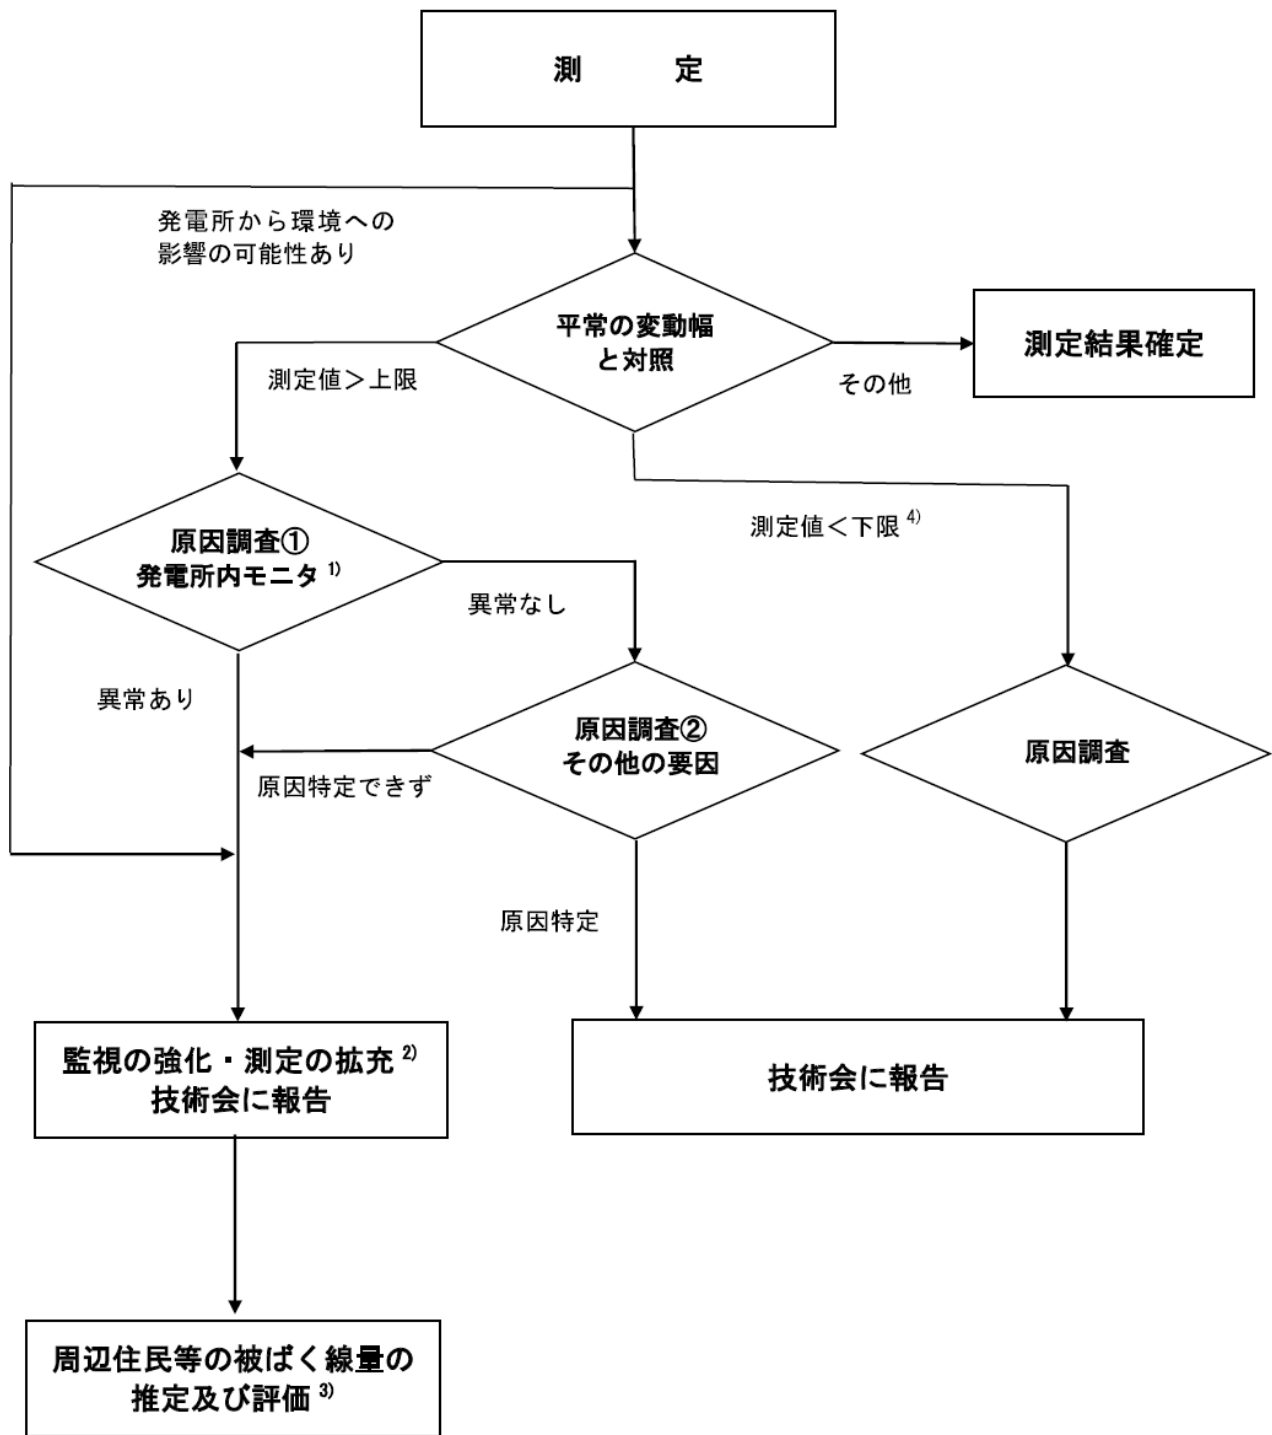 測　　　定
発電所から環境への
影響の可能性あり
平常の変動幅
と対照
測定結果確定
測定値＞上限
その他
原因調査①
発電所内モニタ 1)
測定値＜下限 4)
異常なし
異常あり
原因調査②
その他の要因
原因調査
原因特定できず
原因特定
監視の強化・測定の拡充 2)
技術会に報告
技術会に報告
周辺住民等の被ばく線量の
推定及び評価 3)